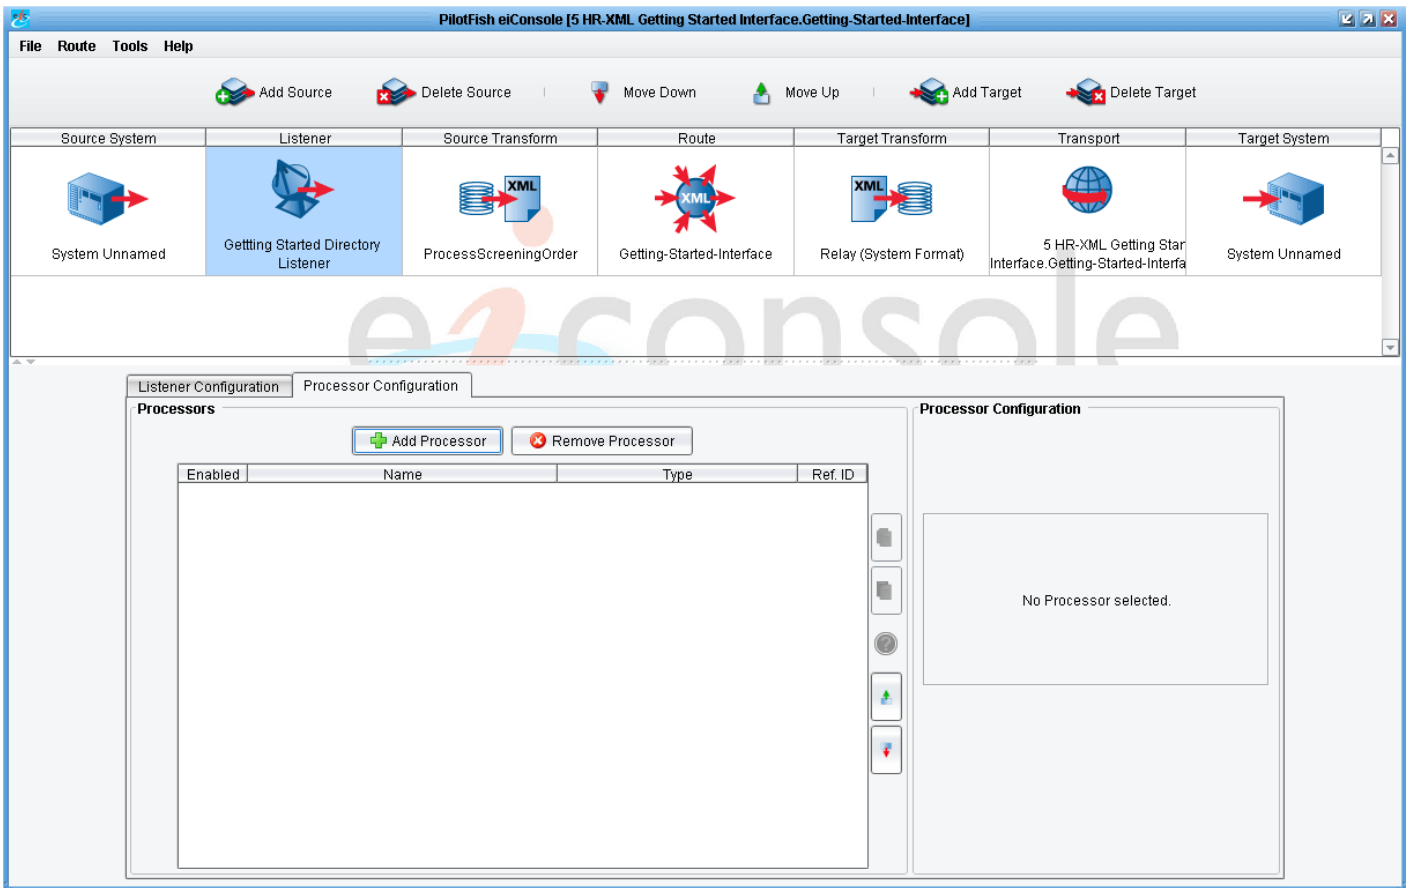 PilotFish eiConsole [5 HR-XML Getting Started Interface.Getting-Started-Interface]
File Route Tools Help
Add Source Delete Source Move Down Move Up Add Target Delete Target
Source System Listener Source Transform Route Target Transform Transport Target System
XML XML XML
System Unnamed
Gettting Started Directory
Listener
ProcessScreeningOrder
Getting-Started-Interface
Relay (System Format)
5 HR-XML Getting Star
Interface.Getting-Started-Interfa
System Unnamed
eiconsole
Listener Configuration Processor Configuration
Processors
Add Processor Remove Processor
Enabled Name Type Ref. ID
Processor Configuration
No Processor selected.